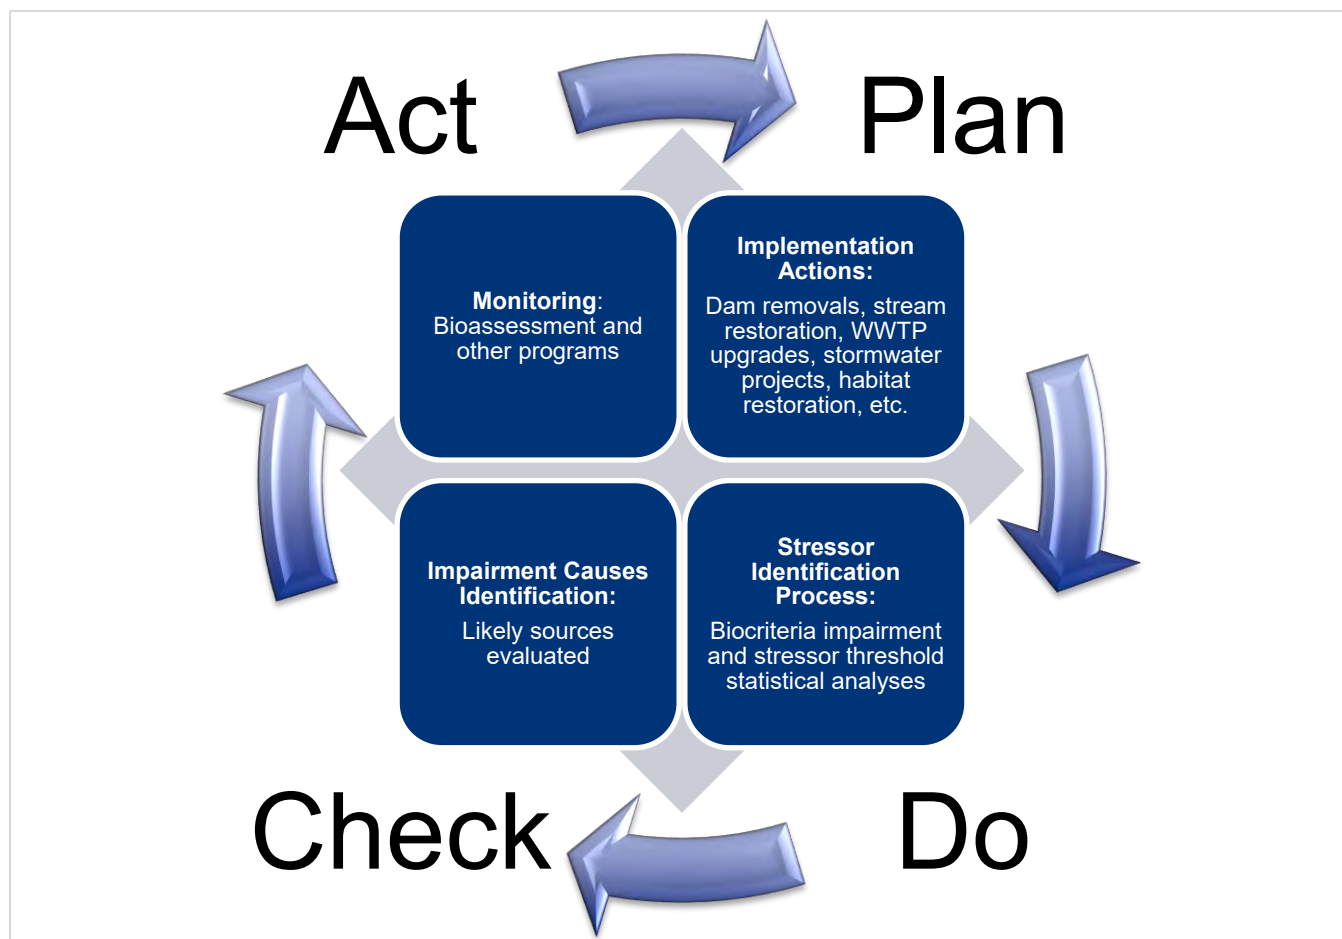 Act
Plan
Monitoring:
Bioassessment and
other programs
Implementation
Actions:
Dam removals, stream
restoration, WWTP
upgrades, stormwater
projects, habitat
restoration, etc.
Impairment Causes
Identification:
Likely sources
evaluated
Stressor
Identification
Process:
Biocriteria impairment
and stressor threshold
statistical analyses
Check
Do